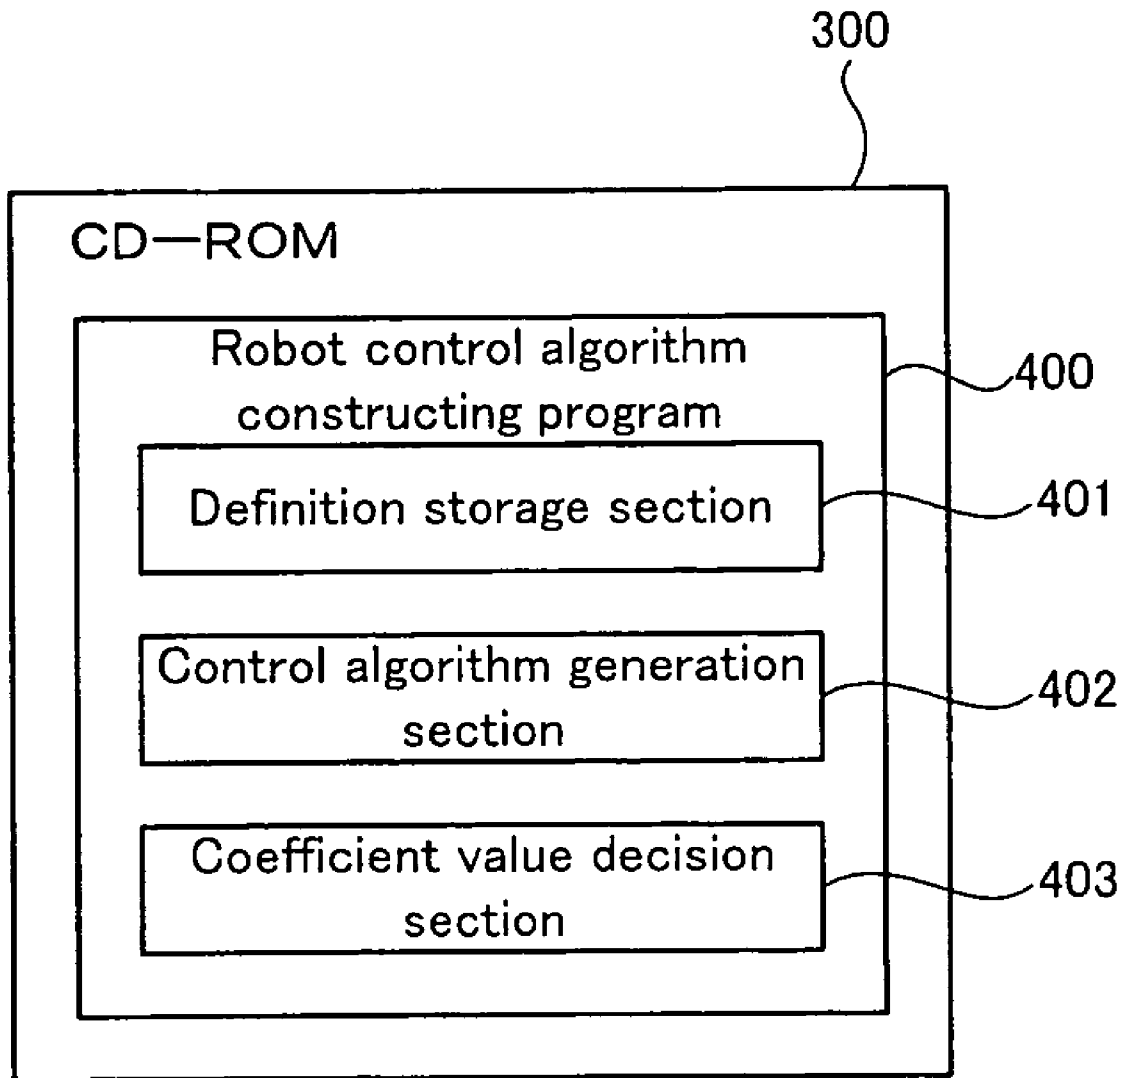 300
CD—ROM
Robot control algorithm
constructing program
400
Definition storage section
401
Control algorithm generation
section
402
Coefficient value decision
section
403